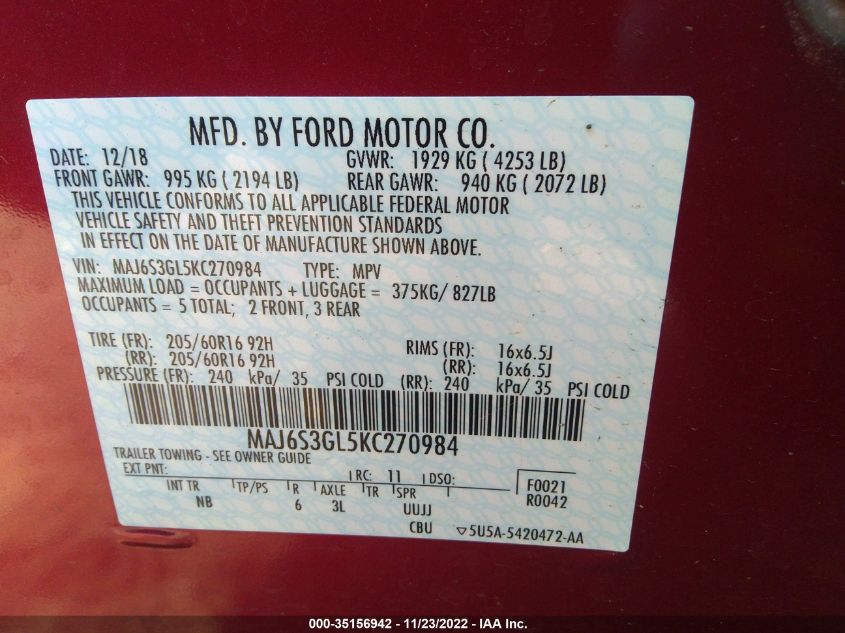 MFD. BY FORD MOTOR CO.
DATE: 12/18 GVWR: 1929 KG ( 4253 LB)
FRONT GAWR: 995 KG ( 2194 LB) REAR GAWR: 940 KG ( 2072 LB)
THIS VEHICLE CONFORMS TO ALL APPLICABLE FEDERAL MOTOR
VEHICLE SAFETY AND THEFT PREVENTION STANDARDS
IN EFFECT ON THE DATE OF MANUFACTURE SHOWN ABOVE.
VIN: MAJ6S3GL5KC270984 TYPE: MPV
MAXIMUM LOAD = OCCUPANTS + LUGGAGE = 375KG/ 827LB
OCCUPANTS = 5 TOTAL; 2 FRONT, 3 REAR
TIRE (FR): 205/60R16 92H RIMS (FR): 16x6.5J
(RR): 205/60R16 92H (RR): 16x6.5J
PRESSURE (FR): 240 kPa/ 35 PSI COLD (RR): 240 kPa/ 35 PSI COLD
MAJ6S3GL5KC270984
TRAILER TOWING - SEE OWNER GUIDE
EXT PNT: RC: 11 DSO: F0021
R0042
INT TR TP/PS R AXLE TR SPR
NB 6 3L UUJJ
CBU ▽5U5A-5420472-AA
000-35156942 - 11/23/2022 - IAA Inc.